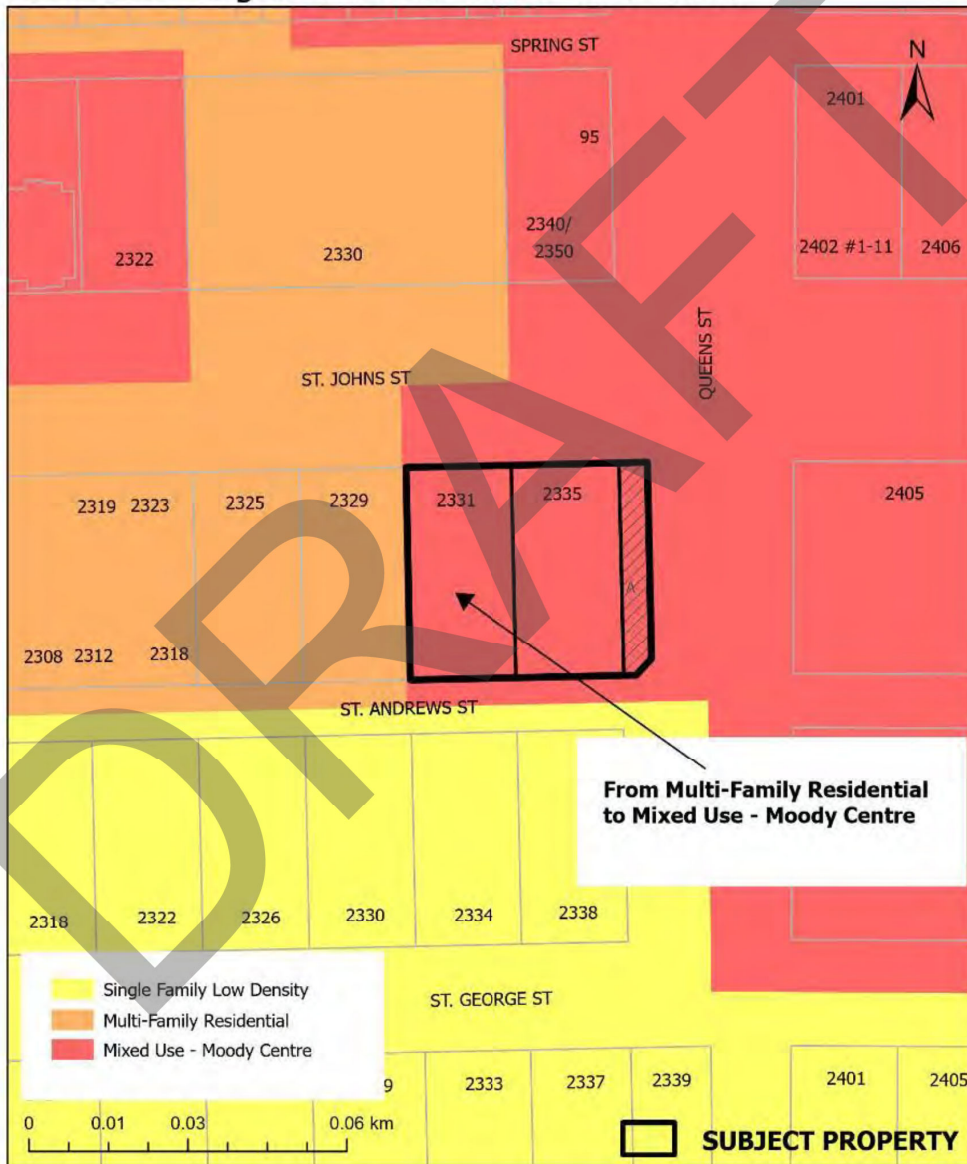 SPRING ST
N
2401
95
2340/
2350
2322
2330
2402 #1-11
2406
QUEENS ST
ST. JOHNS ST
2319
2323
2325
2329
2331
2335
2405
A
2308
2312
2318
ST. ANDREWS ST
From Multi-Family Residential
to Mixed Use - Moody Centre
2318
2322
2326
2330
2334
2338
Single Family Low Density
Multi-Family Residential
Mixed Use - Moody Centre
ST. GEORGE ST
9
2333
2337
2339
2401
2405
0 0.01 0.03 0.06 km
SUBJECT PROPERTY
DRAFT